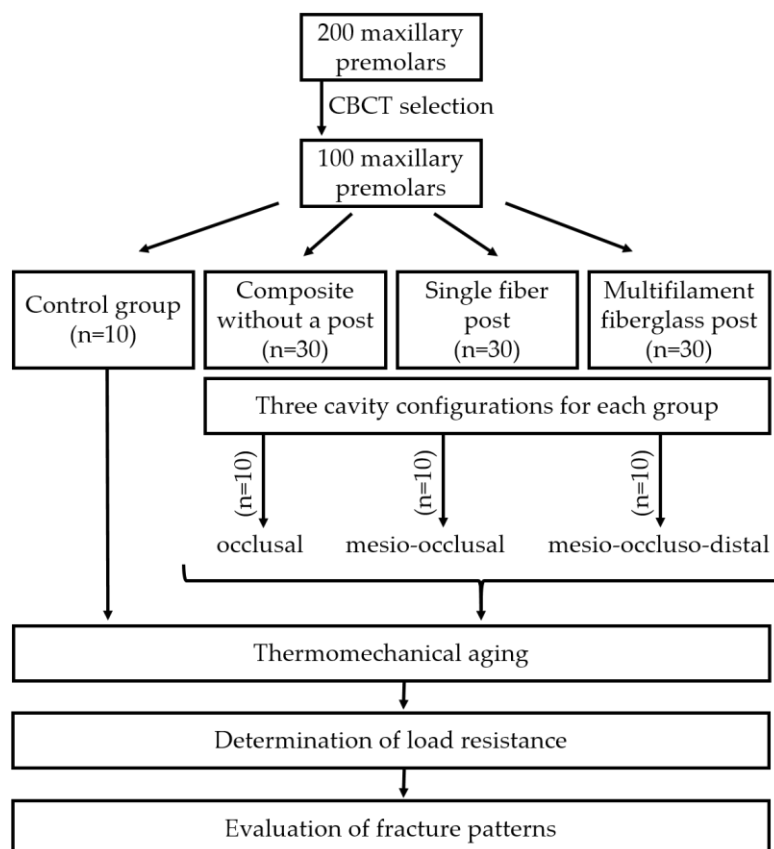 200 maxillary
premolars
CBCT selection
100 maxillary
premolars
Control group
(n=10)
Composite
without a post
(n=30)
Single fiber
post
(n=30)
Multifilament
fiberglass post
(n=30)
Three cavity configurations for each group
(n=10)
(n=10)
(n=10)
occlusal
mesio-occlusal
mesio-occluso-distal
Thermomechanical aging
Determination of load resistance
Evaluation of fracture patterns